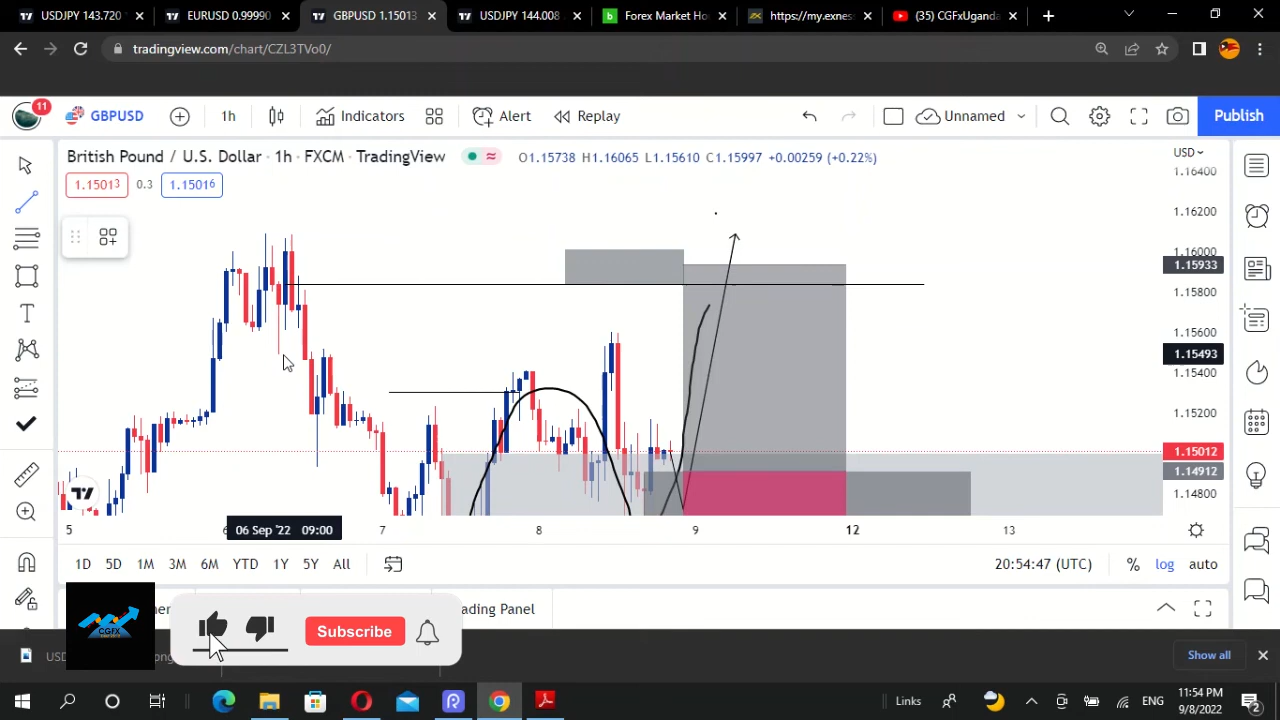 USDJPY 143.720
EURUSD 0.99990
GBPUSD 1.15013
USDJPY 144.008
Forex Market Ho
https://my.exnes
(35) CGFxUganda
tradingview.com/chart/CZL3TVo0/
11
GBPUSD
1h
Indicators
Alert
Replay
Unnamed
Publish
British Pound / U.S. Dollar · 1h · FXCM · TradingView
O1.15738 H1.16065 L1.15610 C1.15997 +0.00259 (+0.22%)
USD
1.15013 0.3 1.15016
1.16400
1.16200
1.16000
1.15933
1.15800
1.15600
1.15493
1.15400
1.15200
1.15012
1.14912
1.14800
5
06 Sep '22 09:00
7
8
9
12
13
1D 5D 1M 3M 6M YTD 1Y 5Y All
20:54:47 (UTC)
% log auto
CGFX
Subscribe
Show all
Links
ENG
11:54 PM
9/8/2022
2